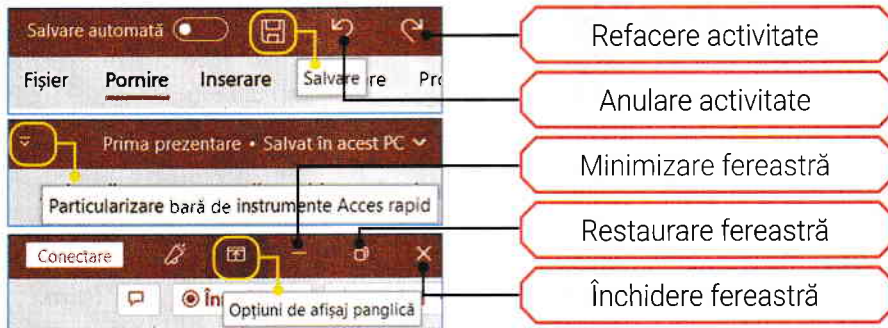 Salvare automată
Refacere activitate
Fișier Pornire Inserare Salvare re
Anulare activitate
Prima prezentare • Salvat în acest PC
Minimizare fereastră
Particularizare bară de instrumente Acces rapid
Restaurare fereastră
Conectare
Închidere fereastră
Opțiuni de afișaj panglică